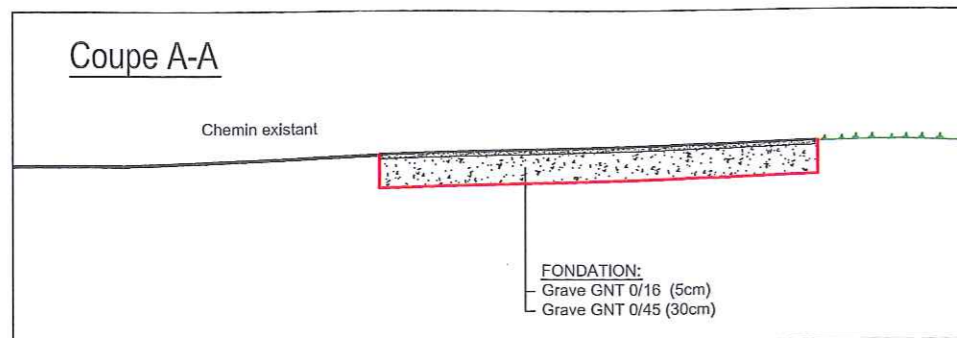 Coupe A-A
Chemin existant
FONDATION:
Grave GNT 0/16 (5cm)
Grave GNT 0/45 (30cm)